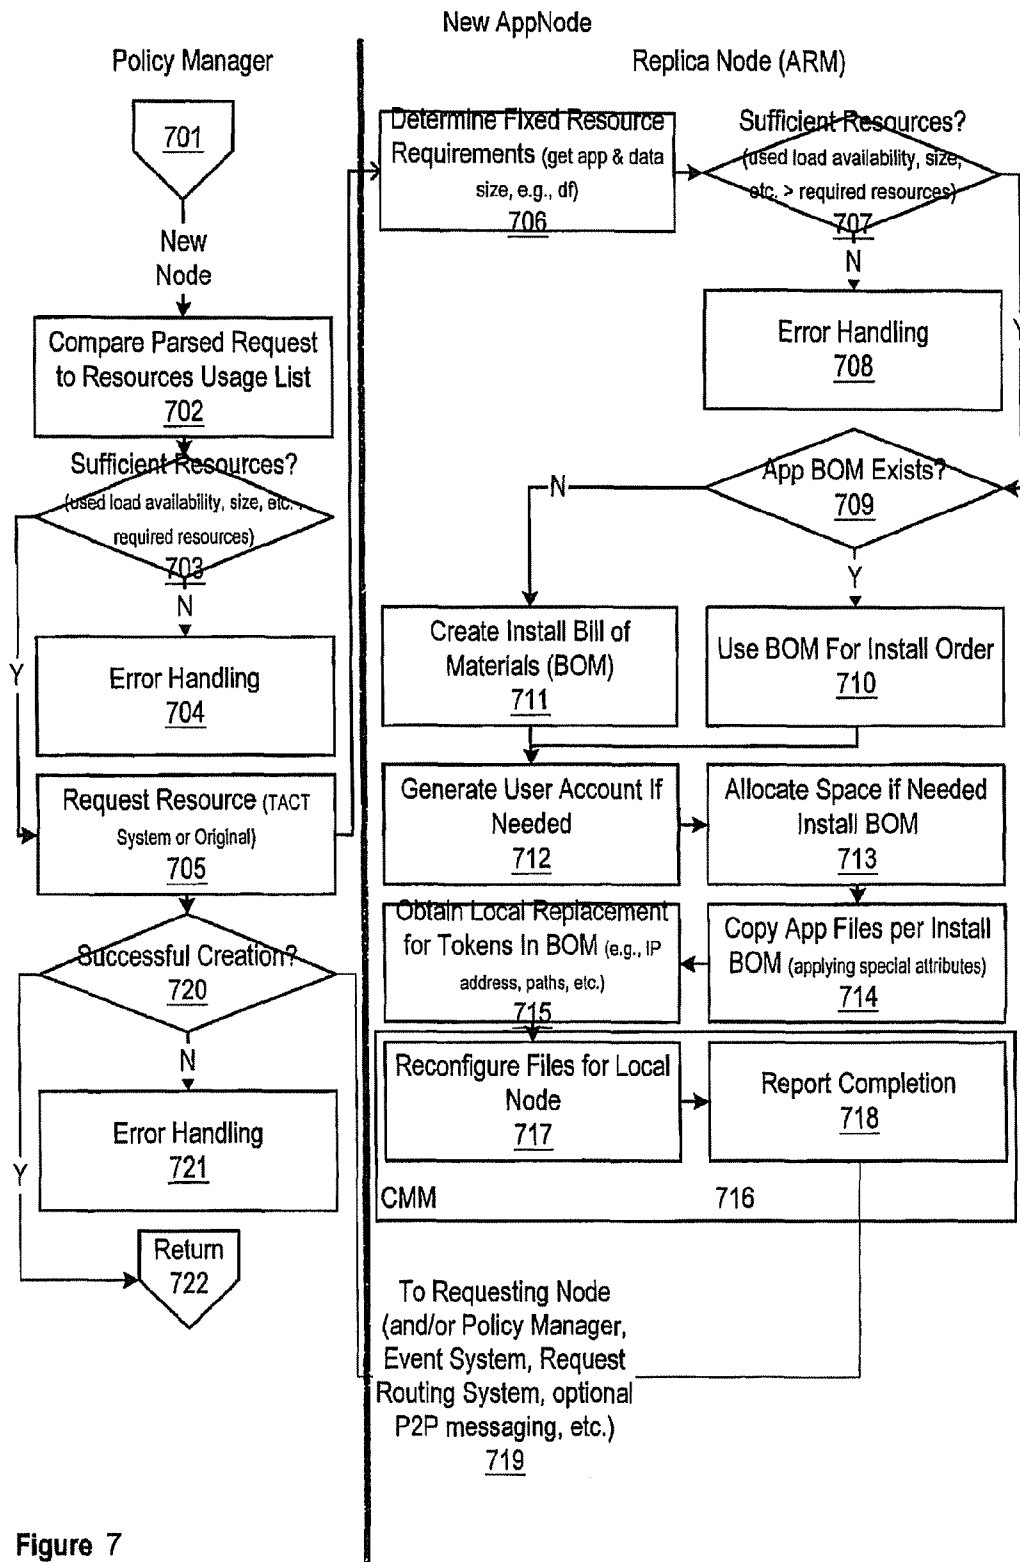 New AppNode
Policy Manager
Replica Node (ARM)
701
New
Node
Compare Parsed Request
to Resources Usage List
702
Sufficient Resources?
(used load availability, size, etc.
required resources)
703
N
Y
Error Handling
704
Request Resource (TACT
System or Original)
705
Successful Creation?
720
N
Y
Error Handling
721
Return
722
Determine Fixed Resource
Requirements (get app & data
size, e.g., df)
706
Sufficient Resources?
(used load availability, size,
etc. > required resources)
707
N
Y
Error Handling
708
App BOM Exists?
709
N
Y
Create Install Bill of
Materials (BOM)
711
Use BOM For Install Order
710
Generate User Account If
Needed
712
Allocate Space if Needed
Install BOM
713
Obtain Local Replacement
for Tokens In BOM (e.g., IP
address, paths, etc.)
715
Copy App Files per Install
BOM (applying special attributes)
714
Reconfigure Files for Local
Node
717
Report Completion
718
CMM
716
To Requesting Node
(and/or Policy Manager,
Event System, Request
Routing System, optional
P2P messaging, etc.)
719
Figure 7